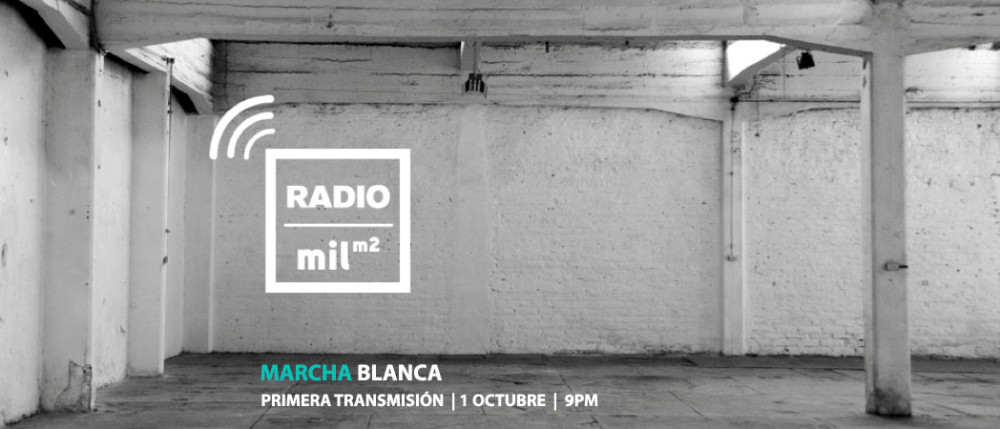 RADIO
mil m2
MARCHA BLANCA
PRIMERA TRANSMISIÓN | 1 OCTUBRE | 9PM